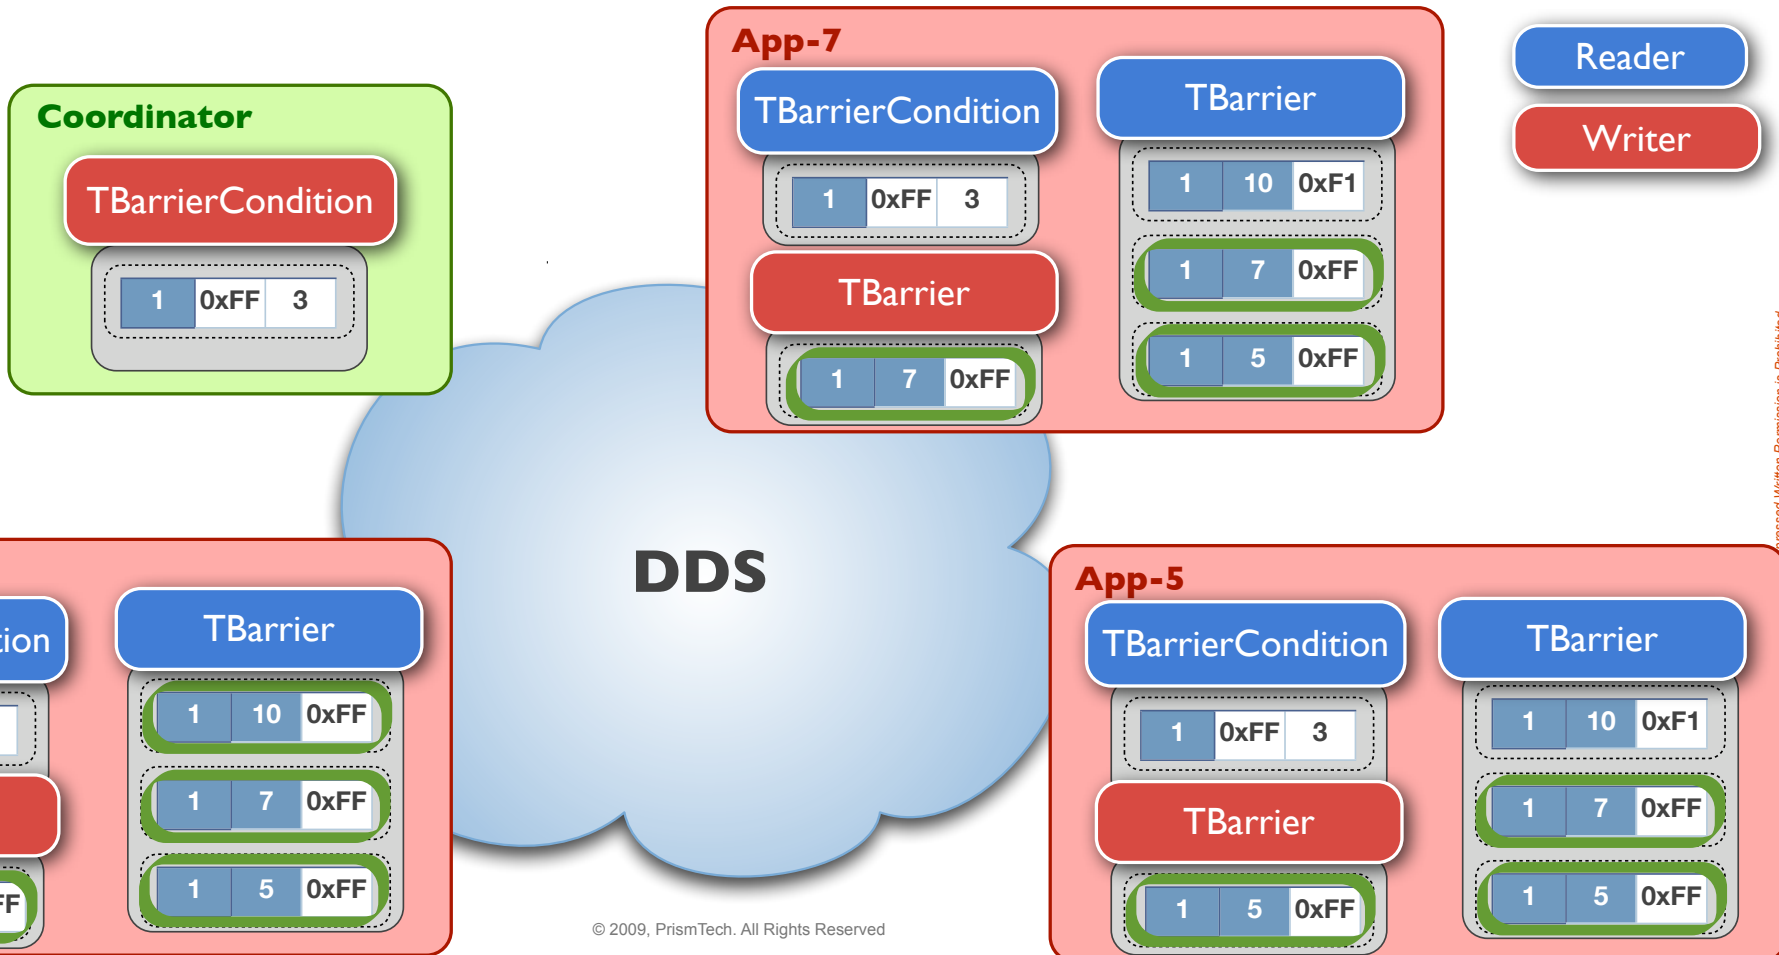 App-7
Reader
Writer
Coordinator
TBarrierCondition
1 0xFF 3
TBarrierCondition
1 0xFF 3
TBarrier
1 7 0xFF
TBarrier
1 10 0xF1
1 7 0xFF
1 5 0xFF
DDS
TBarrier
1 10 0xFF
1 7 0xFF
1 5 0xFF
App-5
TBarrierCondition
1 0xFF 3
TBarrier
1 5 0xFF
TBarrier
1 10 0xF1
1 7 0xFF
1 5 0xFF
© 2009, PrismTech. All Rights Reserved